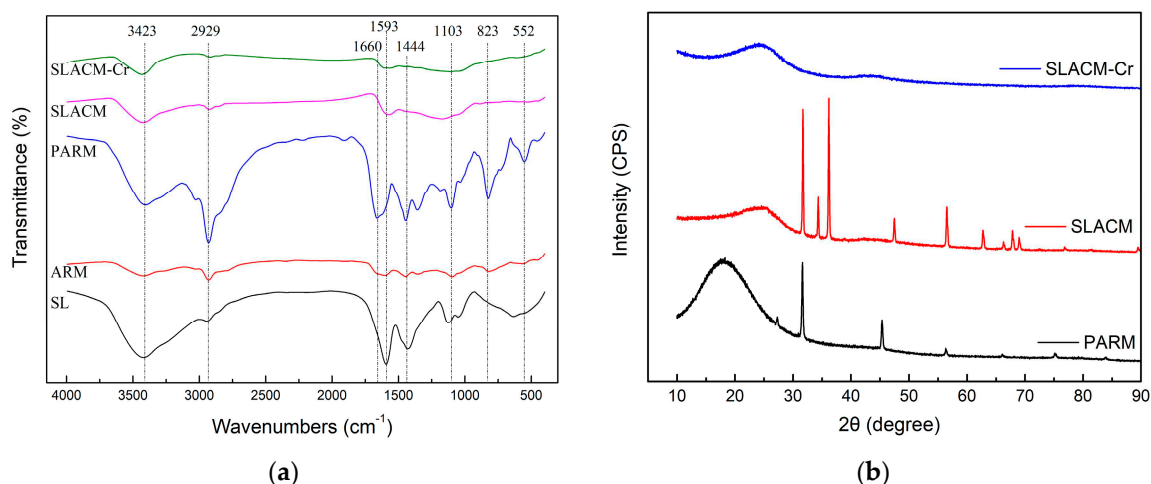 3423 2929 1593 1103 823 552
1660 1444
SLACM-Cr
SLACM
PARM
ARM
SL
Transmittance (%)
4000 3500 3000 2500 2000 1500 1000 500
Wavenumbers (cm⁻¹)
(a)
SLACM-Cr
SLACM
PARM
Intensity (CPS)
10 20 30 40 50 60 70 80 90
2θ (degree)
(b)